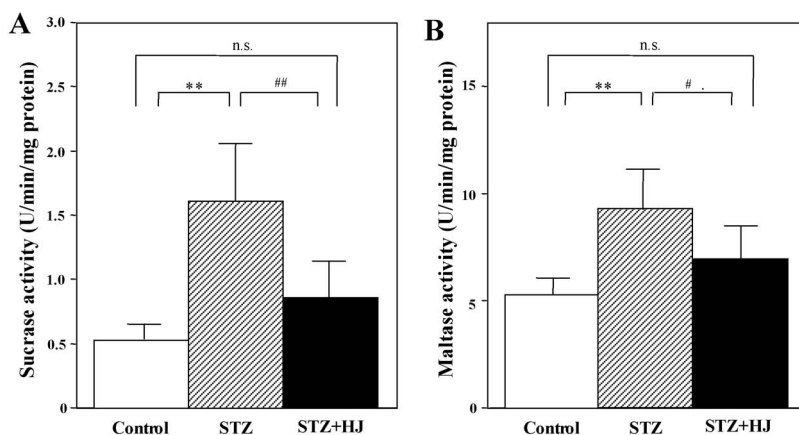 A
Sucrase activity (U/min/mg protein)
3.0
2.5
2.0
1.5
1.0
0.5
0
n.s.
** ##
Control STZ STZ+HJ
B
Maltase activity (U/min/mg protein)
15
10
5
0
n.s.
** # .
Control STZ STZ+HJ